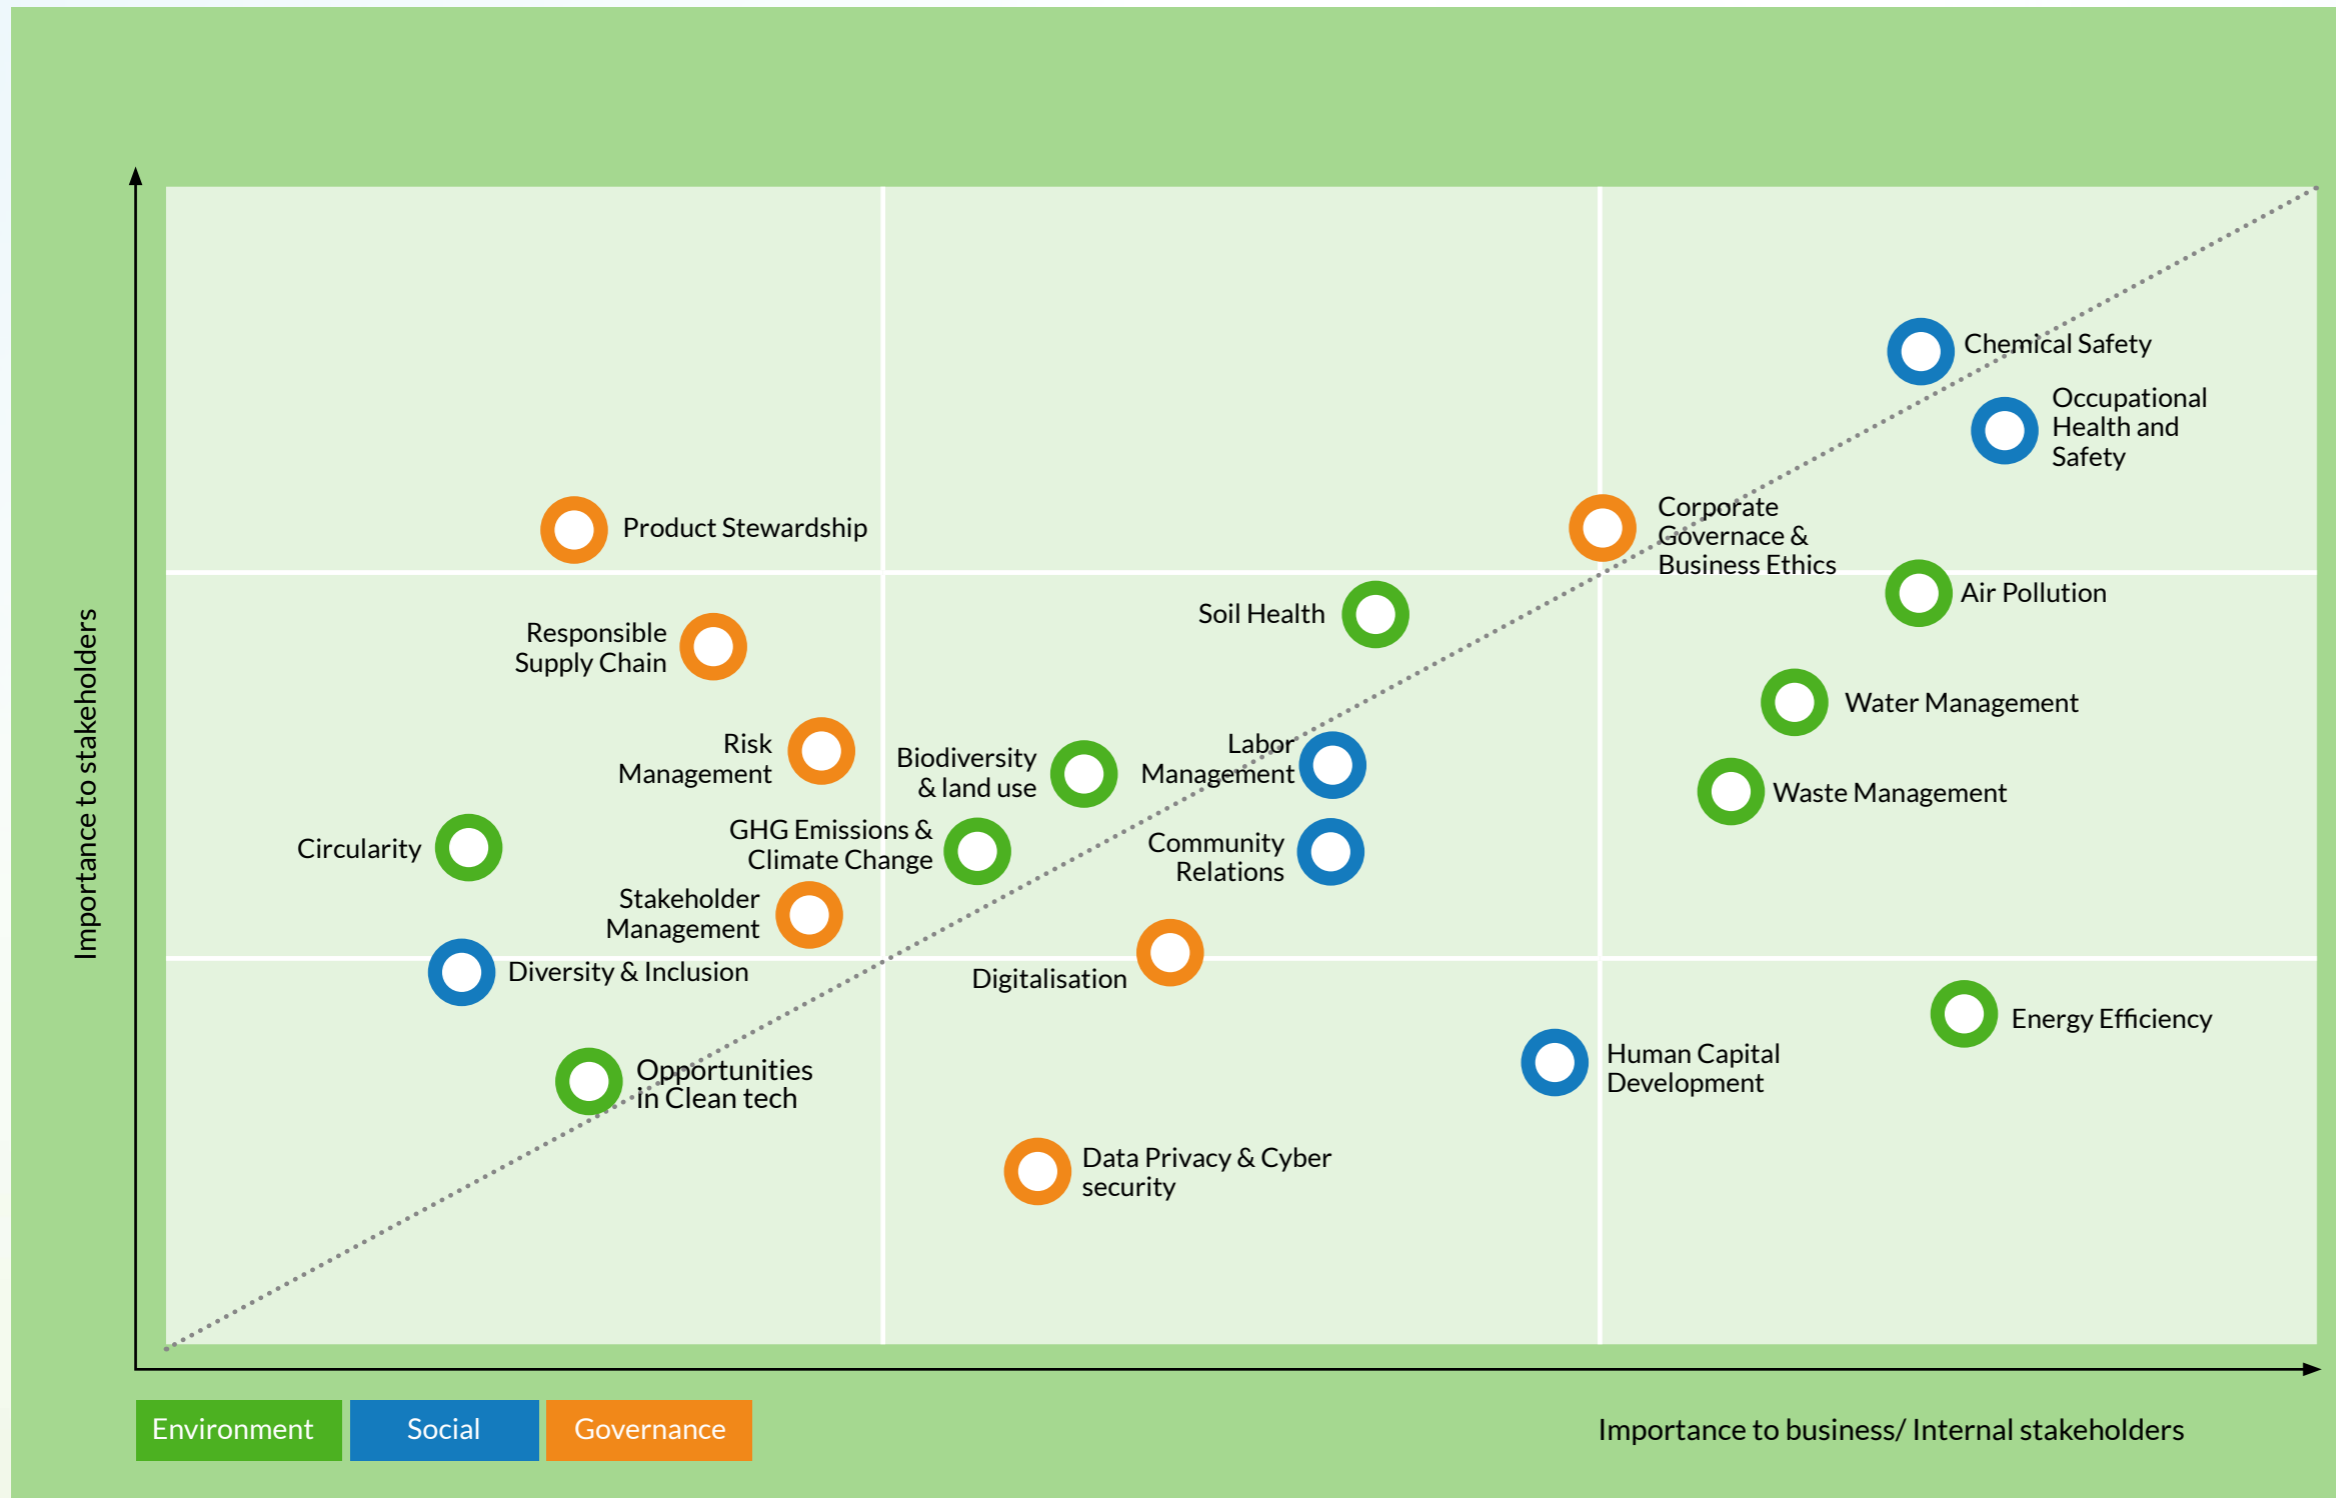 Chemical Safety
Occupational
Health and
Safety
Product Stewardship
Corporate
Governace &
Business Ethics
Air Pollution
Soil Health
Responsible
Supply Chain
Water Management
Risk
Management
Biodiversity
& land use
Labor
Management
Waste Management
Circularity
GHG Emissions &
Climate Change
Community
Relations
Stakeholder
Management
Diversity & Inclusion
Digitalisation
Energy Efficiency
Human Capital
Development
Opportunities
in Clean tech
Data Privacy & Cyber
security
Importance to stakeholders
Environment
Social
Governance
Importance to business/ Internal stakeholders